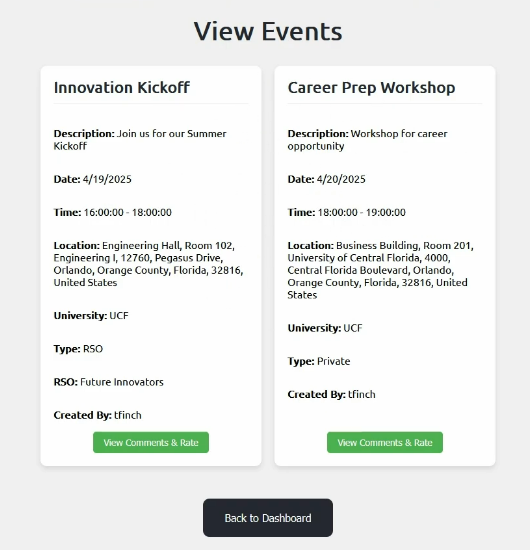 View Events
Innovation Kickoff
Description: Join us for our Summer
Kickoff
Date: 4/19/2025
Time: 16:00:00 - 18:00:00
Location: Engineering Hall, Room 102,
Engineering I, 12760, Pegasus Drive,
Orlando, Orange County, Florida, 32816,
United States
University: UCF
Type: RSO
RSO: Future Innovators
Created By: tfinch
View Comments & Rate
Career Prep Workshop
Description: Workshop for career
opportunity
Date: 4/20/2025
Time: 18:00:00 - 19:00:00
Location: Business Building, Room 201,
University of Central Florida, 4000,
Central Florida Boulevard, Orlando,
Orange County, Florida, 32816, United
States
University: UCF
Type: Private
Created By: tfinch
View Comments & Rate
Back to Dashboard